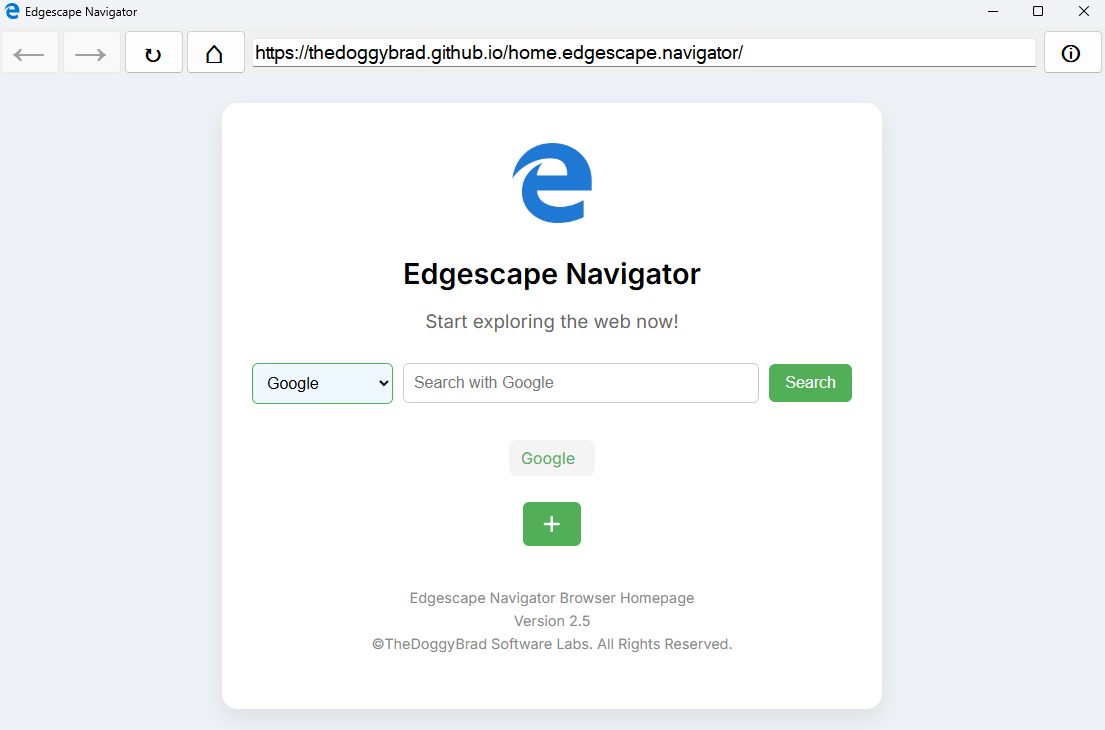 Edgescape Navigator
https://thedoggybrad.github.io/home.edgescape.navigator/
Edgescape Navigator
Start exploring the web now!
Google Search with Google Search
Google
+
Edgescape Navigator Browser Homepage
Version 2.5
©TheDoggyBrad Software Labs. All Rights Reserved.